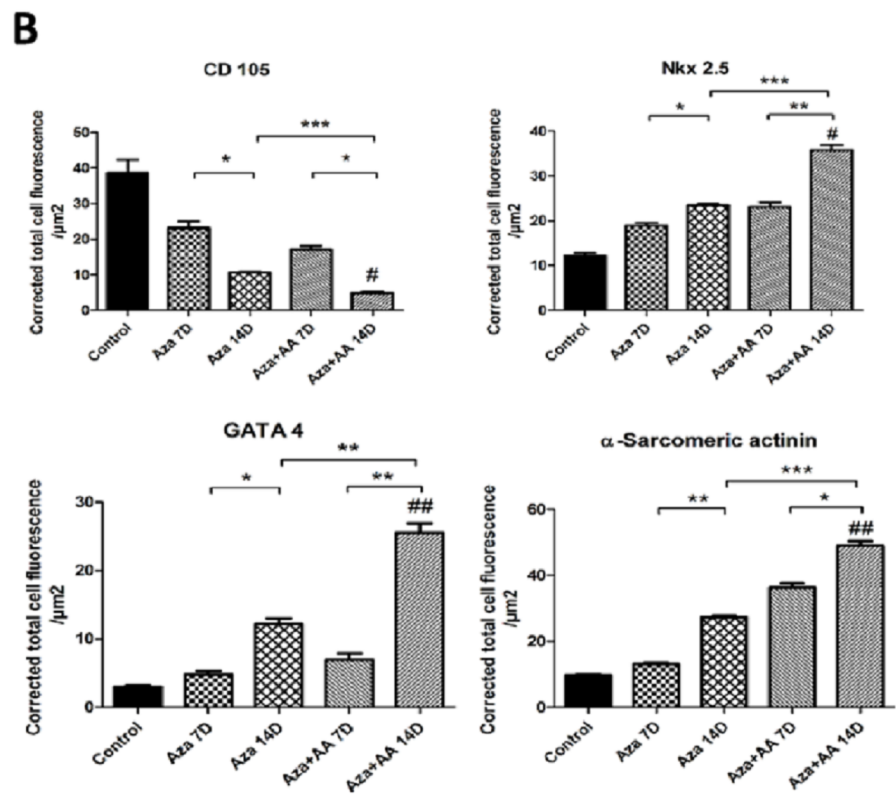 B
CD 105
Corrected total cell fluorescence
/μm2
50
40
30
20
10
0
*
***
*
#
Control
Aza 7D
Aza 14D
Aza+AA 7D
Aza+AA 14D
Nkx 2.5
Corrected total cell fluorescence
/μm2
40
30
20
10
0
*
***
**
#
Control
Aza 7D
Aza 14D
Aza+AA 7D
Aza+AA 14D
GATA 4
Corrected total cell fluorescence
/μm2
30
20
10
0
*
**
**
##
Control
Aza 7D
Aza 14D
Aza+AA 7D
Aza+AA 14D
α-Sarcomeric actinin
Corrected total cell fluorescence
/μm2
60
40
20
0
**
***
*
##
Control
Aza 7D
Aza 14D
Aza+AA 7D
Aza+AA 14D